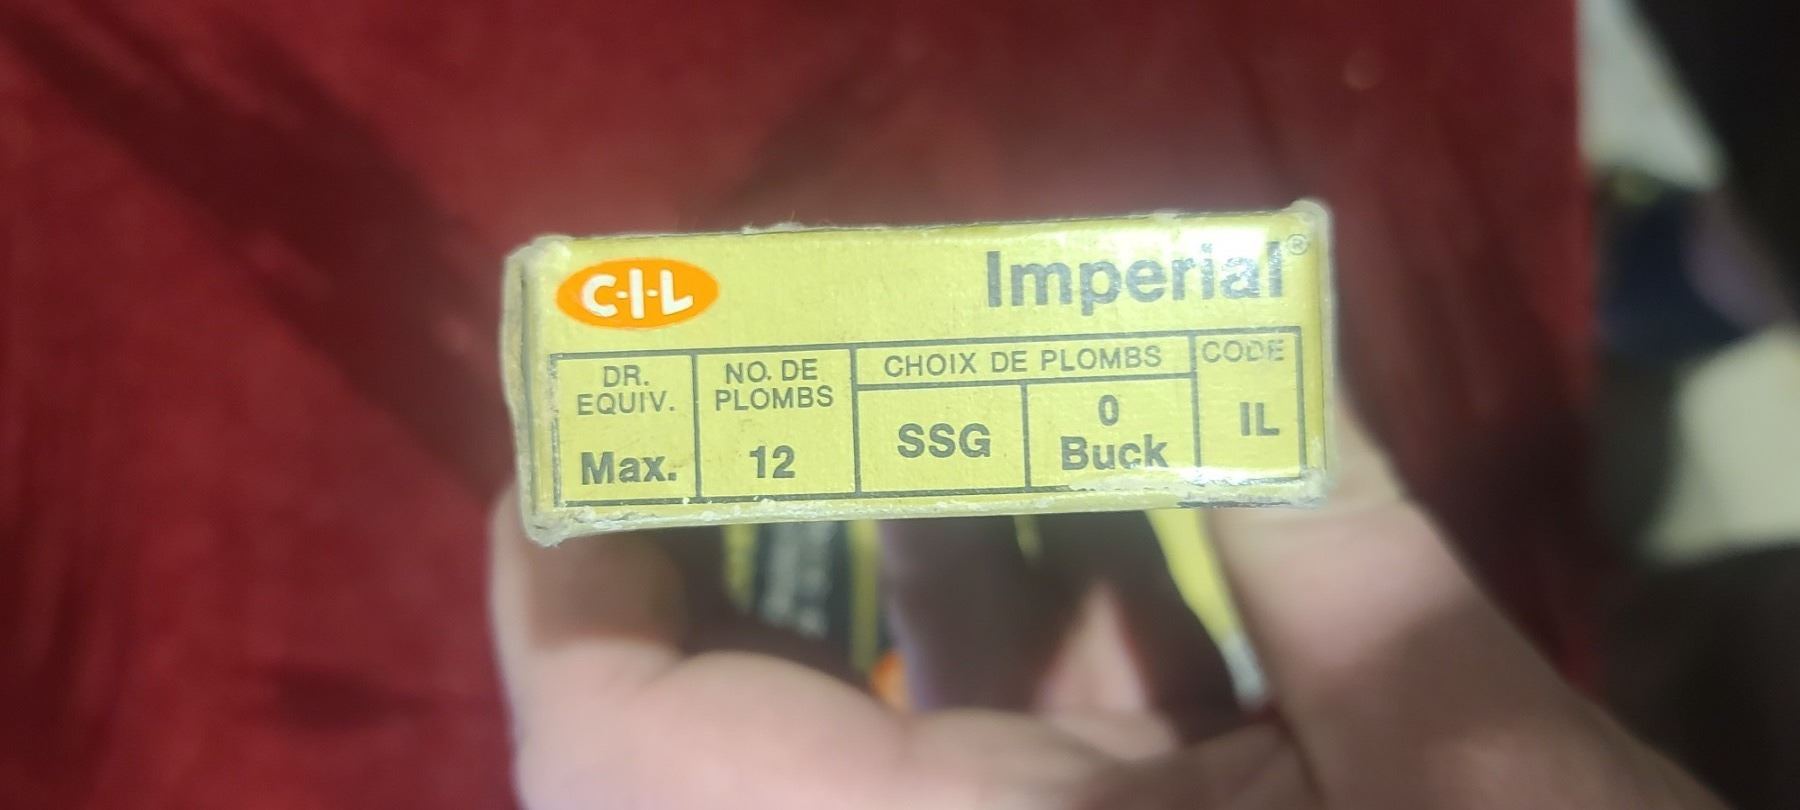 C-I-L
Imperial®
DR.
EQUIV.
Max.
NO. DE
PLOMBS
12
CHOIX DE PLOMBS
SSG
0
Buck
CODE
IL